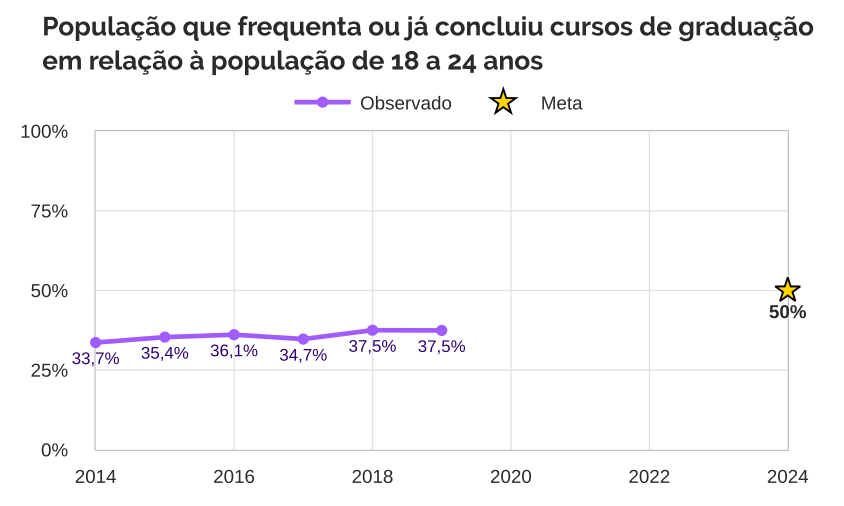 População que frequenta ou já concluiu cursos de graduação
em relação à população de 18 a 24 anos
Observado Meta
100%
75%
50%
50%
33,7% 35,4% 36,1% 34,7% 37,5% 37,5%
25%
0%
2014 2016 2018 2020 2022 2024